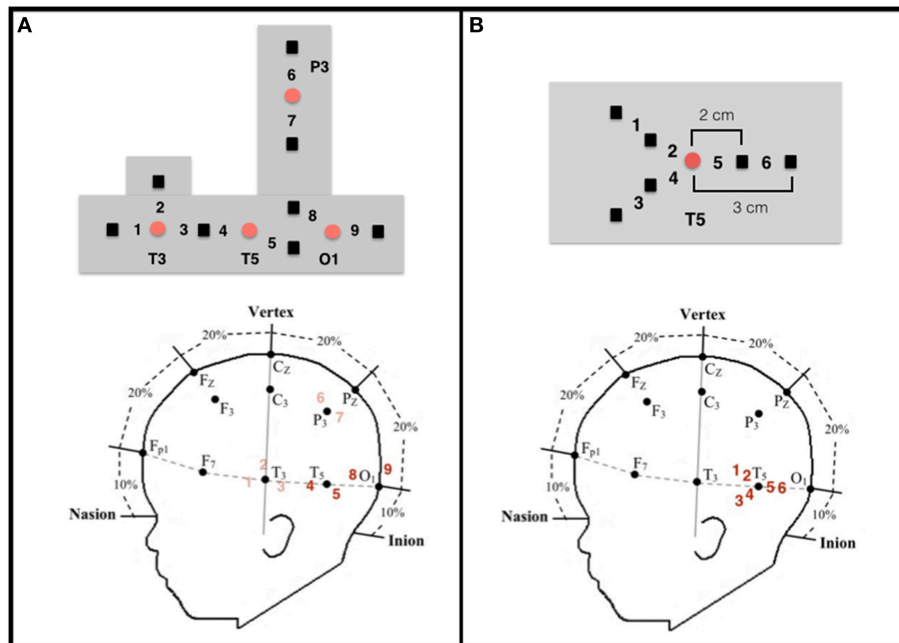 A
6 P3
7
2
8
1 3 4 5 9
T3 T5 O1
Vertex
20% 20%
CZ
FZ PZ
C3
F3
6
P3 7
20% 20%
Fp1
F7
2
T3 T5 8 O1 9
1 3 4 5
10% 10%
Nasion
Inion
B
1 2 cm
2 5 6
4
3 3 cm
T5
Vertex
20% 20%
CZ
FZ PZ
C3
F3
P3
20% 20%
Fp1
F7
T3 1 2 T5 O1
3 4 5 6
10% 10%
Nasion
Inion